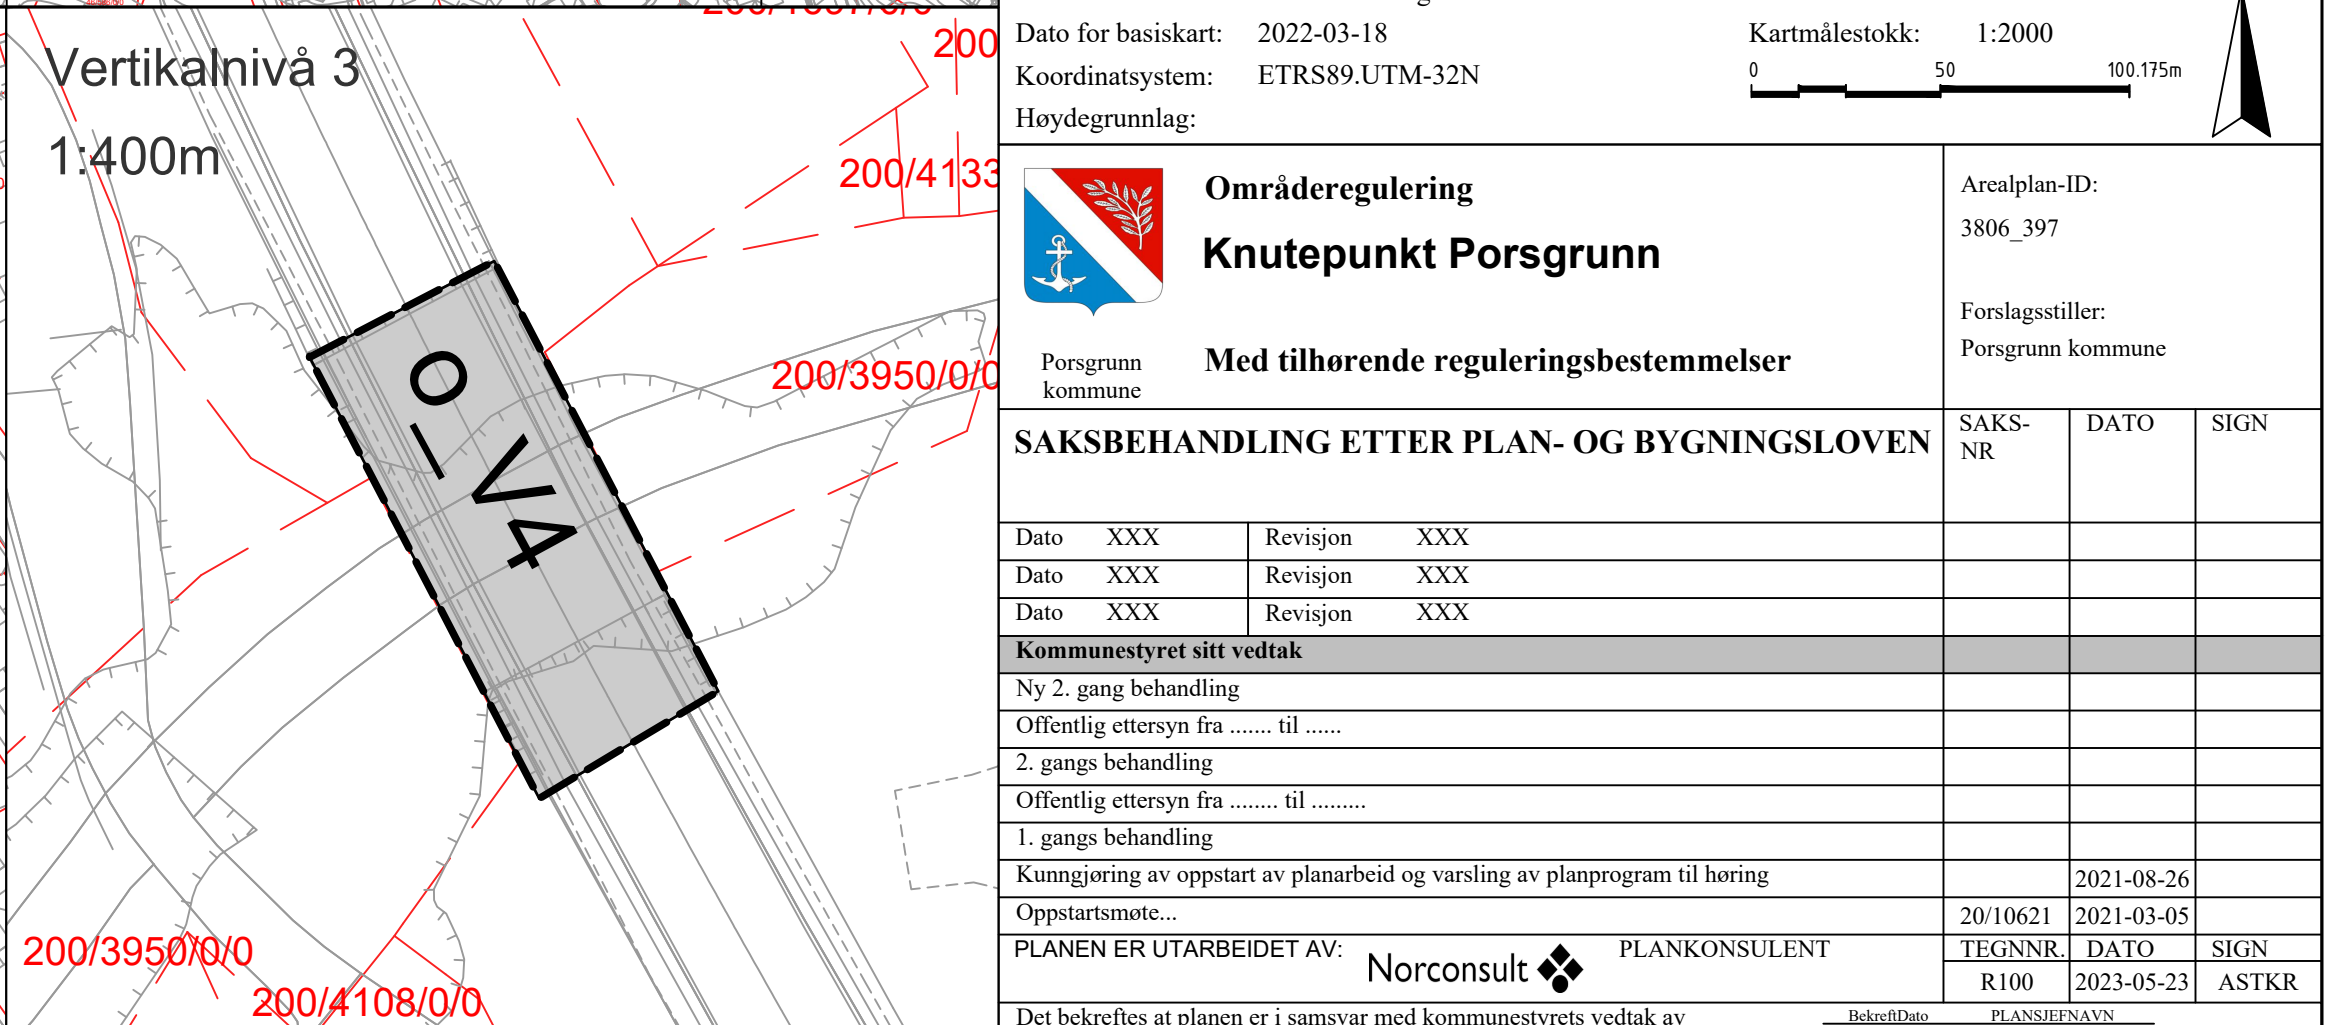 Vertikalnivå 3
1:400m
200
200/4133
200/3950/0/0
o_V4
200/3950/0/0
200/4108/0/0
Dato for basiskart: 2022-03-18
Koordinatsystem: ETRS89.UTM-32N
Høydegrunnlag:
Kartmålestokk: 1:2000
0 50 100.175m
Porsgrunn
kommune
Områderegulering
Knutepunkt Porsgrunn
Med tilhørende reguleringsbestemmelser
Arealplan-ID:
3806_397
Forslagsstiller:
Porsgrunn kommune
SAKSBEHANDLING ETTER PLAN- OG BYGNINGSLOVEN
SAKS-
NR
DATO
SIGN
Dato XXX Revisjon XXX
Dato XXX Revisjon XXX
Dato XXX Revisjon XXX
Kommunestyret sitt vedtak
Ny 2. gang behandling
Offentlig ettersyn fra ....... til ......
2. gangs behandling
Offentlig ettersyn fra ........ til .........
1. gangs behandling
Kunngjøring av oppstart av planarbeid og varsling av planprogram til høring 2021-08-26
Oppstartsmøte... 20/10621 2021-03-05
PLANEN ER UTARBEIDET AV: Norconsult PLANKONSULENT TEGNNR. DATO SIGN
R100 2023-05-23 ASTKR
Det bekreftes at planen er i samsvar med kommunestyrets vedtak av BekreftDato PLANSJEFNAVN